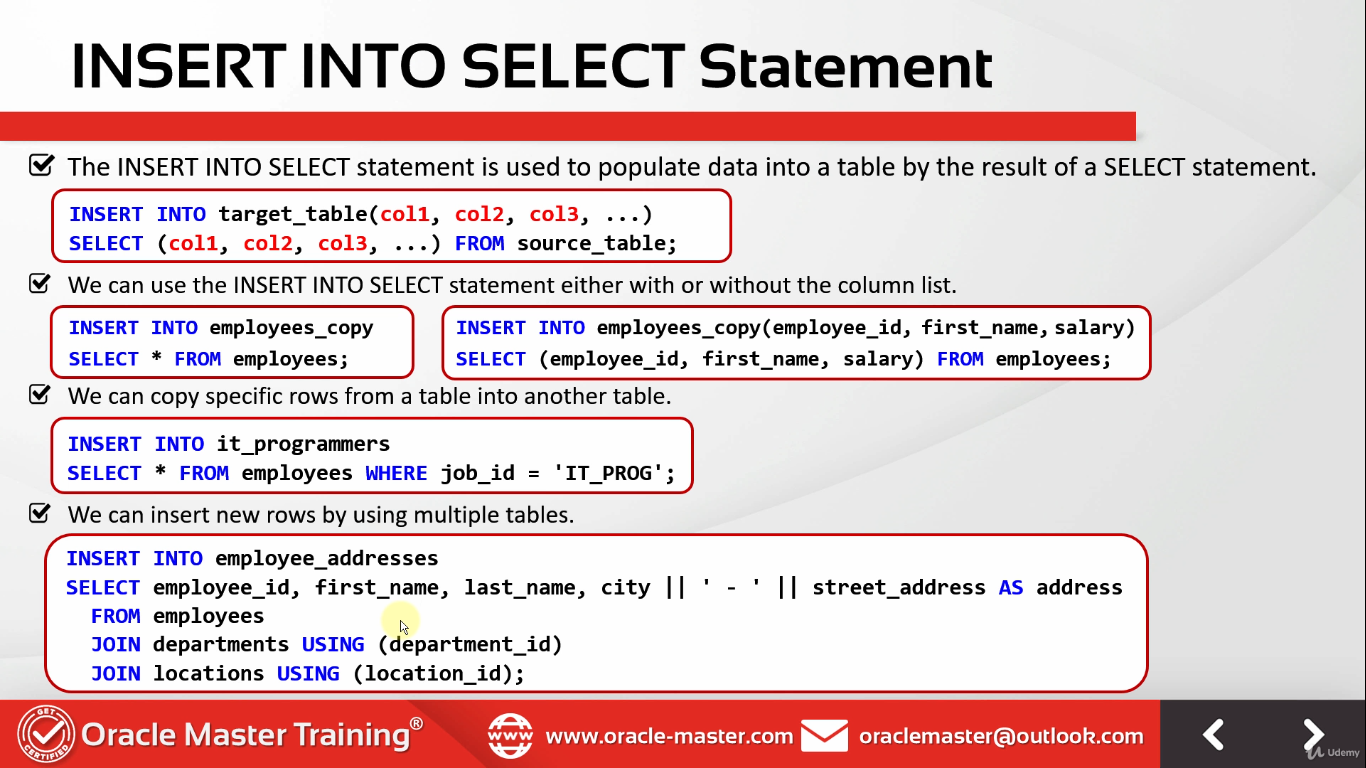 INSERT INTO SELECT Statement
The INSERT INTO SELECT statement is used to populate data into a table by the result of a SELECT statement.
INSERT INTO target_table(col1, col2, col3, ...)
SELECT (col1, col2, col3, ...) FROM source_table;
We can use the INSERT INTO SELECT statement either with or without the column list.
INSERT INTO employees_copy
SELECT * FROM employees;
INSERT INTO employees_copy(employee_id, first_name, salary)
SELECT (employee_id, first_name, salary) FROM employees;
We can copy specific rows from a table into another table.
INSERT INTO it_programmers
SELECT * FROM employees WHERE job_id = 'IT_PROG';
We can insert new rows by using multiple tables.
INSERT INTO employee_addresses
SELECT employee_id, first_name, last_name, city || ' - ' || street_address AS address
FROM employees
JOIN departments USING (department_id)
JOIN locations USING (location_id);
GET CERTIFIED
Oracle Master Training®
WWW
www.oracle-master.com
oraclemaster@outlook.com
Udemy